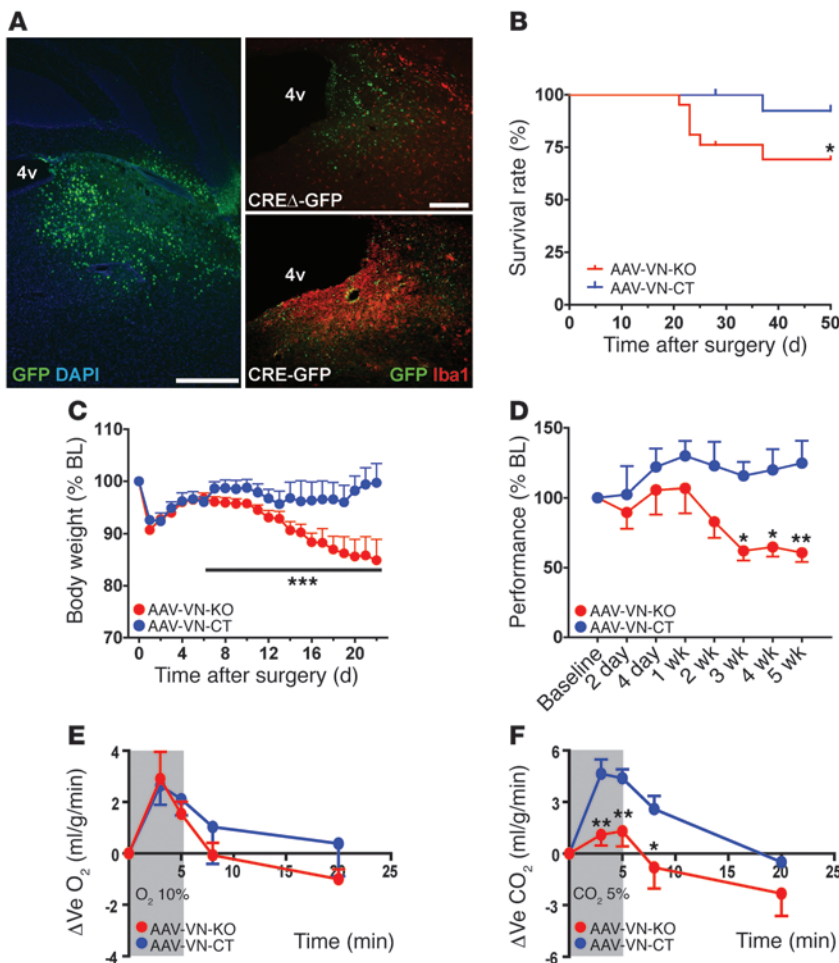 A
4v
GFP DAPI
4v
CREΔ-GFP
4v
CRE-GFP
GFP Iba1
B
Survival rate (%)
100
75
50
25
0
*
AAV-VN-KO
AAV-VN-CT
0 10 20 30 40 50
Time after surgery (d)
C
Body weight (% BL)
110
100
90
80
70
***
AAV-VN-KO
AAV-VN-CT
0 4 8 12 16 20
Time after surgery (d)
D
Performance (% BL)
150
100
50
0
* * **
AAV-VN-KO
AAV-VN-CT
Baseline
2 day
4 day
1 wk
2 wk
3 wk
4 wk
5 wk
E
ΔVe O2 (ml/g/min)
4
2
0
-2
-4
5 10 15 20 25
O2 10%
Time (min)
AAV-VN-KO
AAV-VN-CT
F
ΔVe CO2 (ml/g/min)
6
3
0
-3
-6
** ** *
5 10 15 20 25
CO2 5%
Time (min)
AAV-VN-KO
AAV-VN-CT